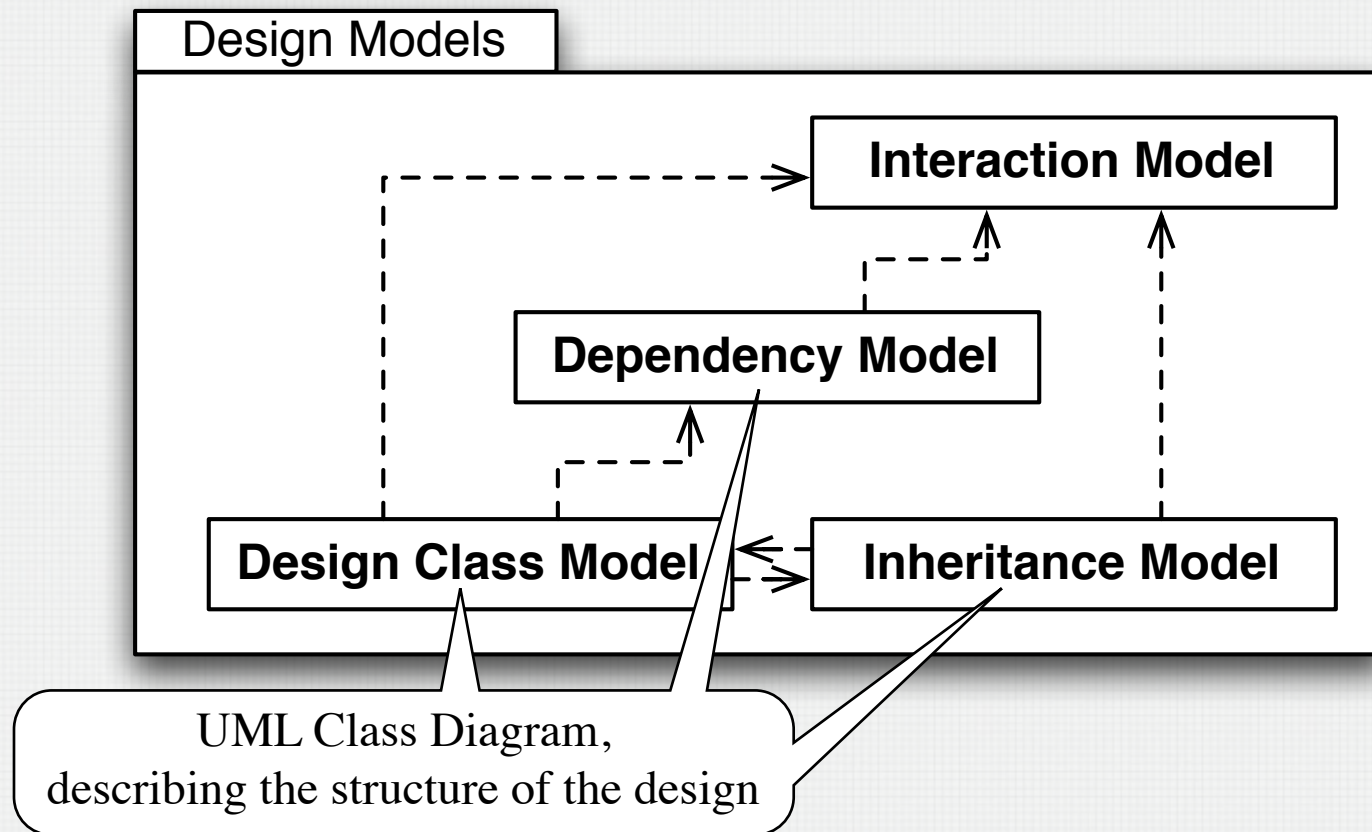 Design Models
Interaction Model
Dependency Model
Design Class Model
Inheritance Model
UML Class Diagram,
describing the structure of the design